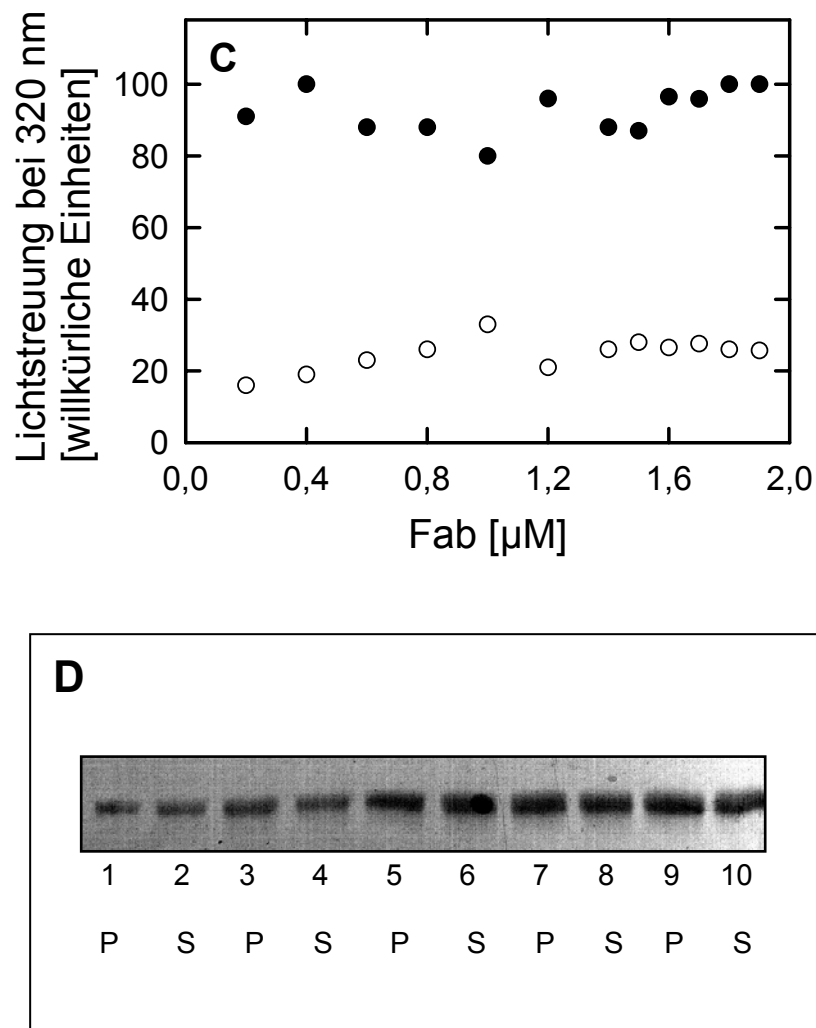 C
Lichtstreuung bei 320 nm
[willkürliche Einheiten]
100
80
60
40
20
0
0,0 0,4 0,8 1,2 1,6 2,0
Fab [µM]
D
1 2 3 4 5 6 7 8 9 10
P S P S P S P S P S